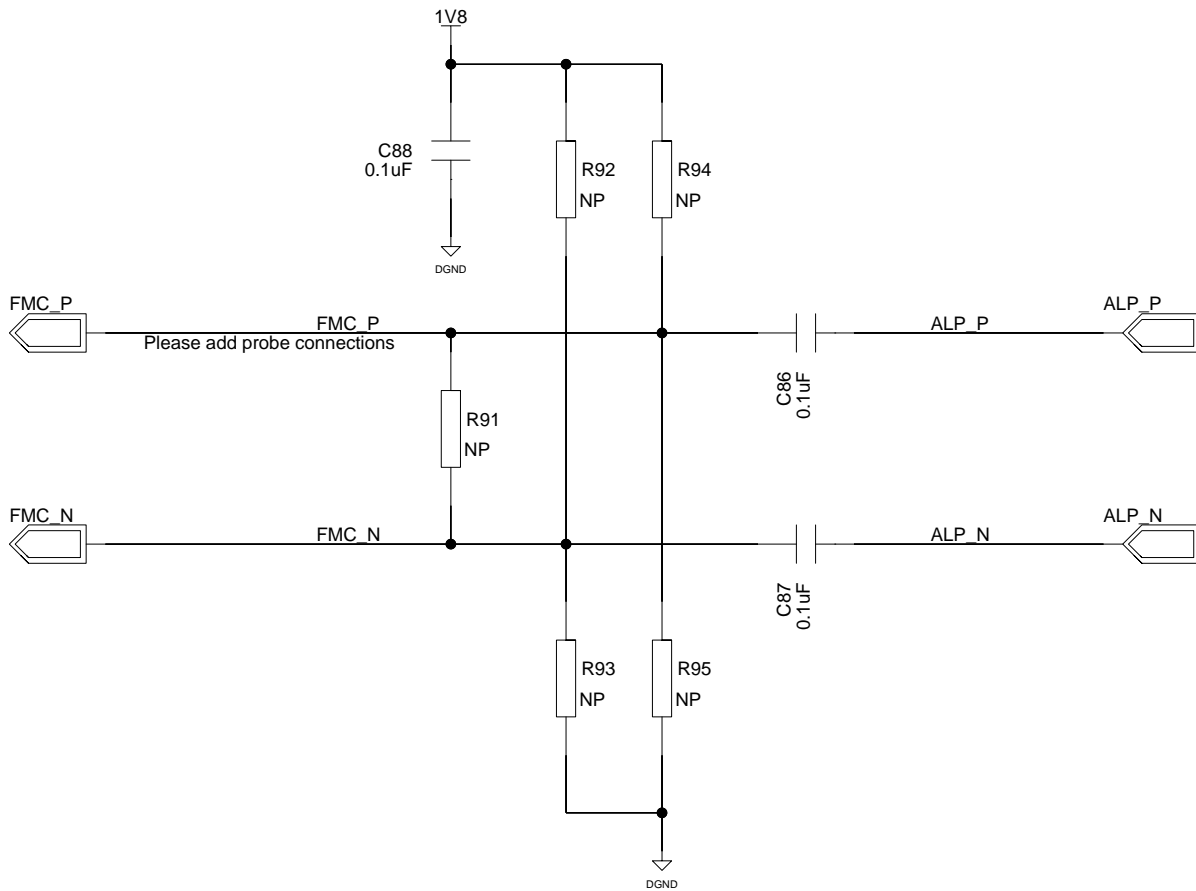 1V8
C88
0.1uF
R92
NP
R94
NP
DGND
FMC_P
FMC_P
Please add probe connections
ALP_P
ALP_P
C86
0.1uF
R91
NP
FMC_N
FMC_N
ALP_N
ALP_N
C87
0.1uF
R93
NP
R95
NP
DGND